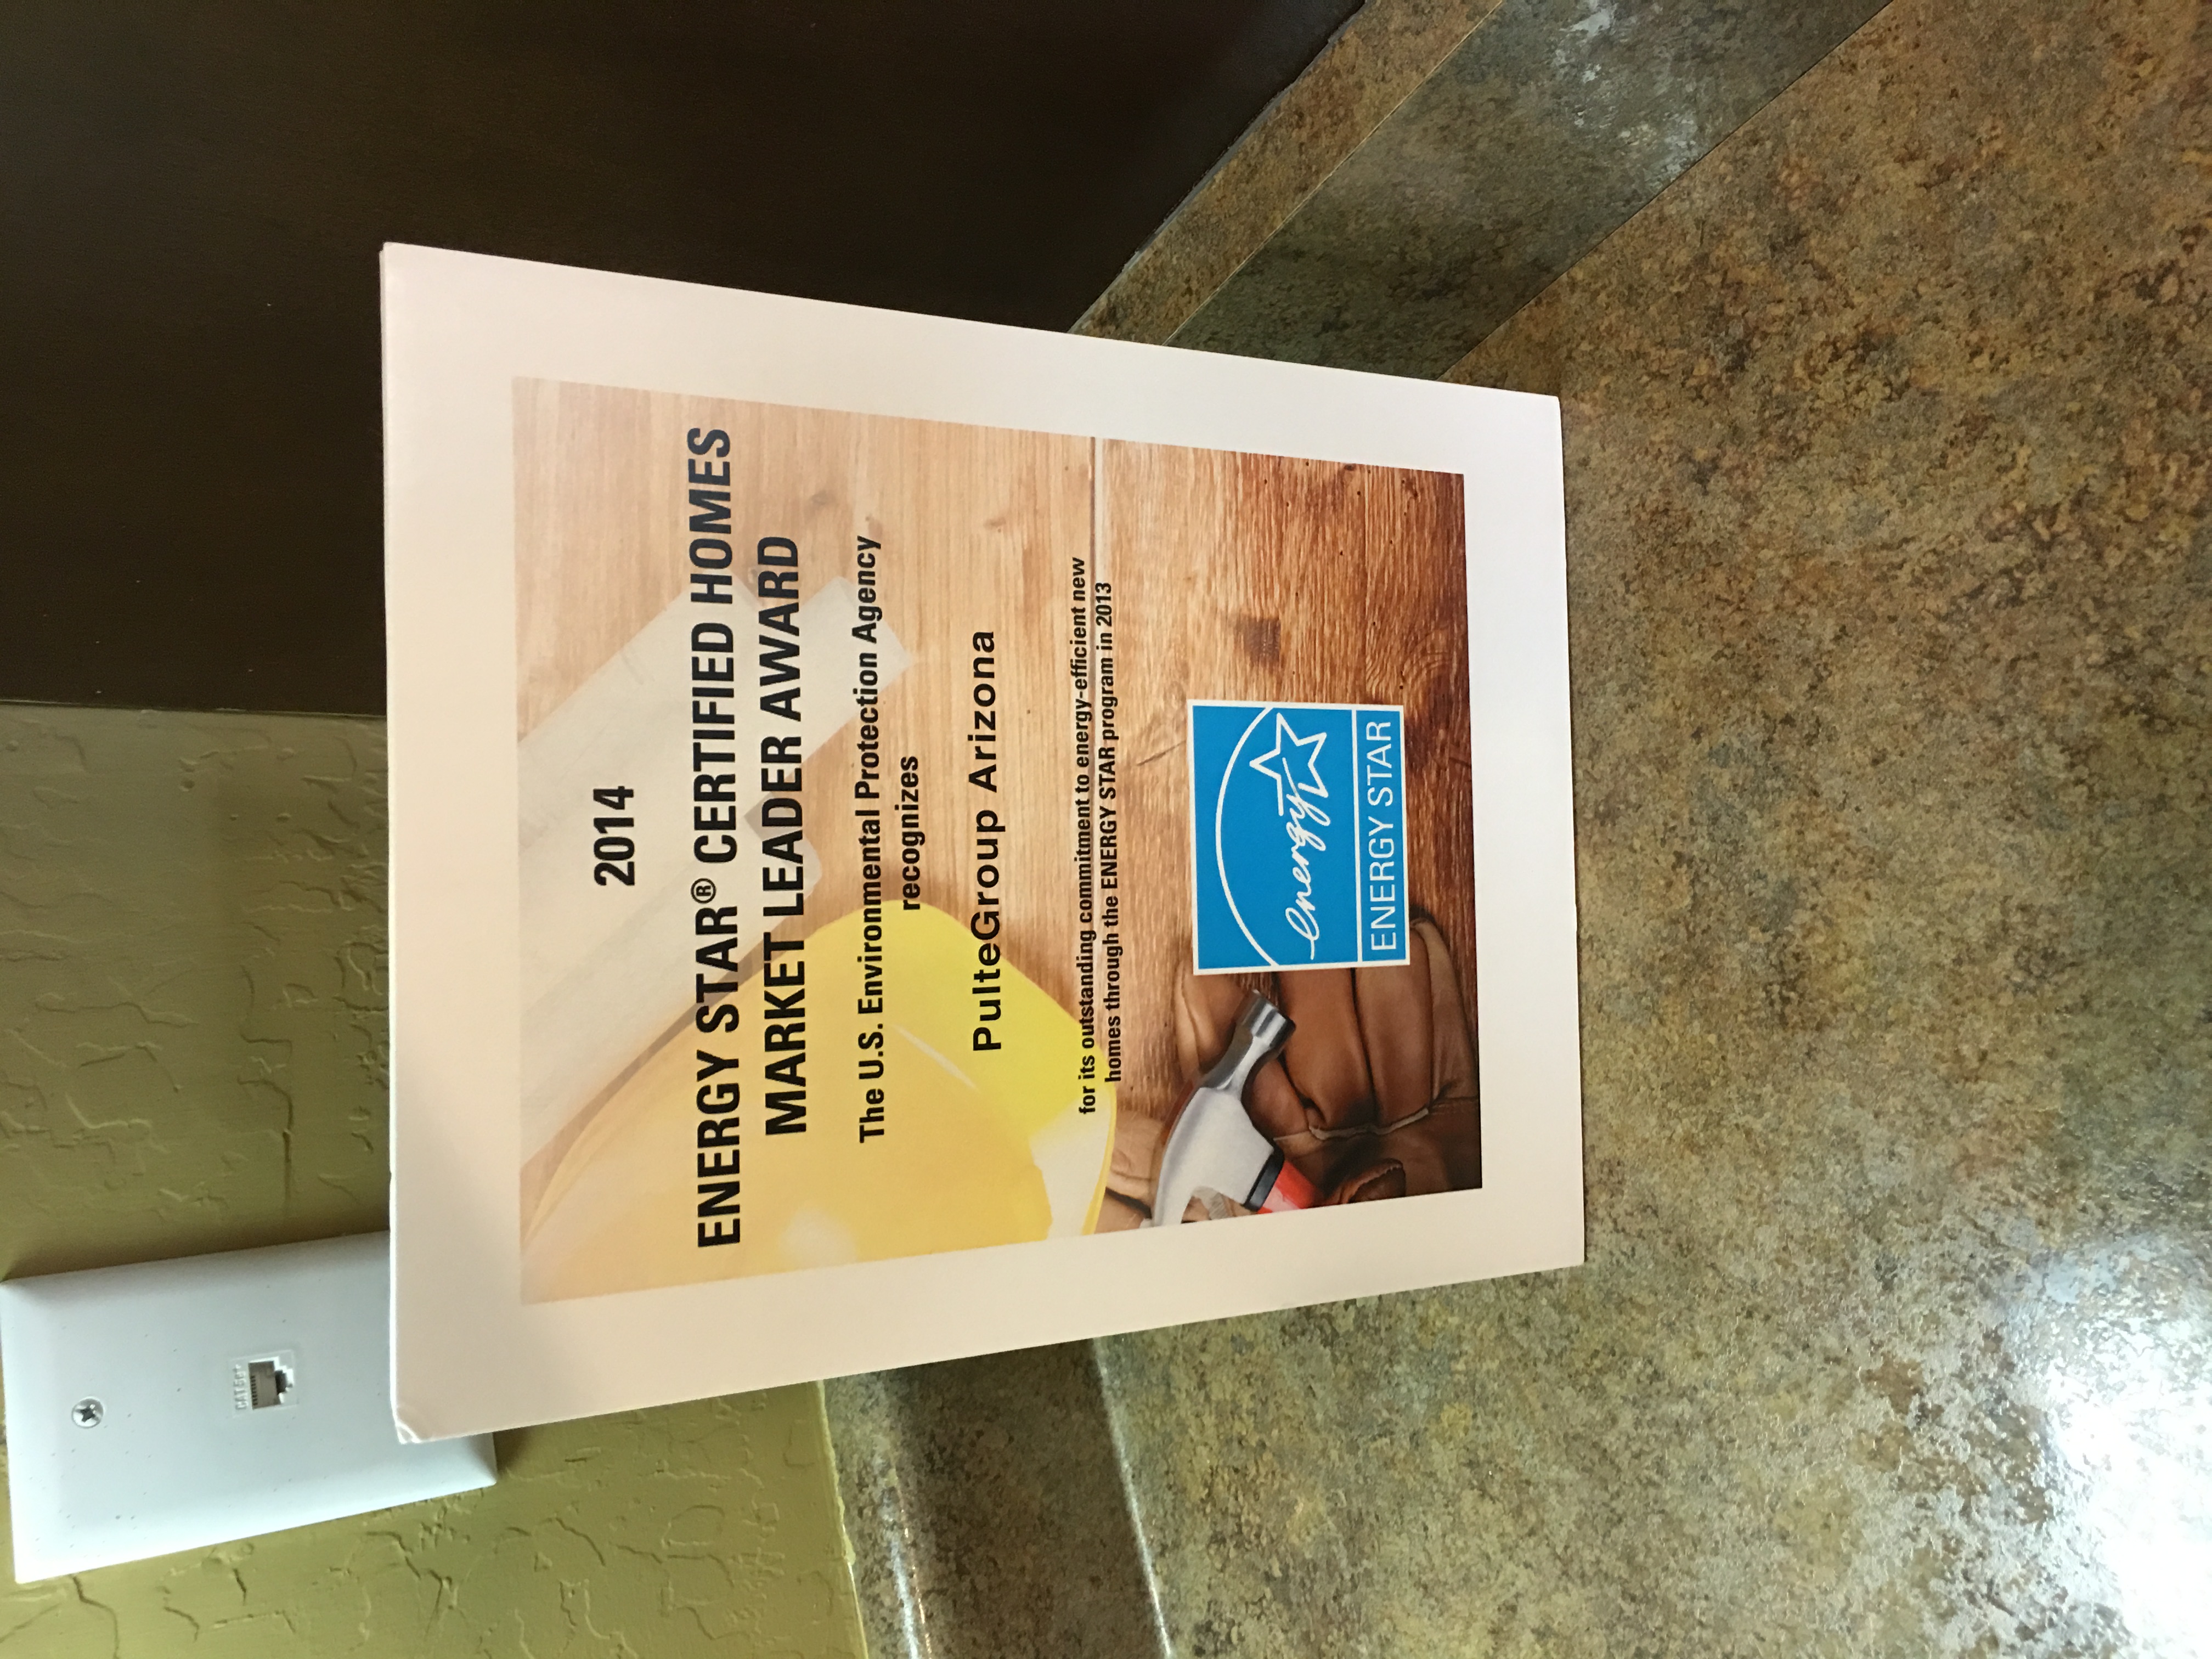 CAT5e+
2014
ENERGY STAR® CERTIFIED HOMES
MARKET LEADER AWARD
The U.S. Environmental Protection Agency
recognizes
PulteGroup Arizona
for its outstanding commitment to energy-efficient new
homes through the ENERGY STAR program in 2013
energy
ENERGY STAR